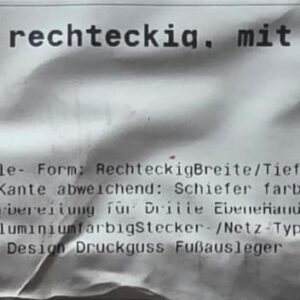 rechteckig, mit
le- Form: RechteckigBreite/Tief
Kante abweichend: Schiefer farb
rbereitung für Dritte EbeneHand
luminiumfarbigStecker-/Netz-Typ
Design Druckguss Fußausleger